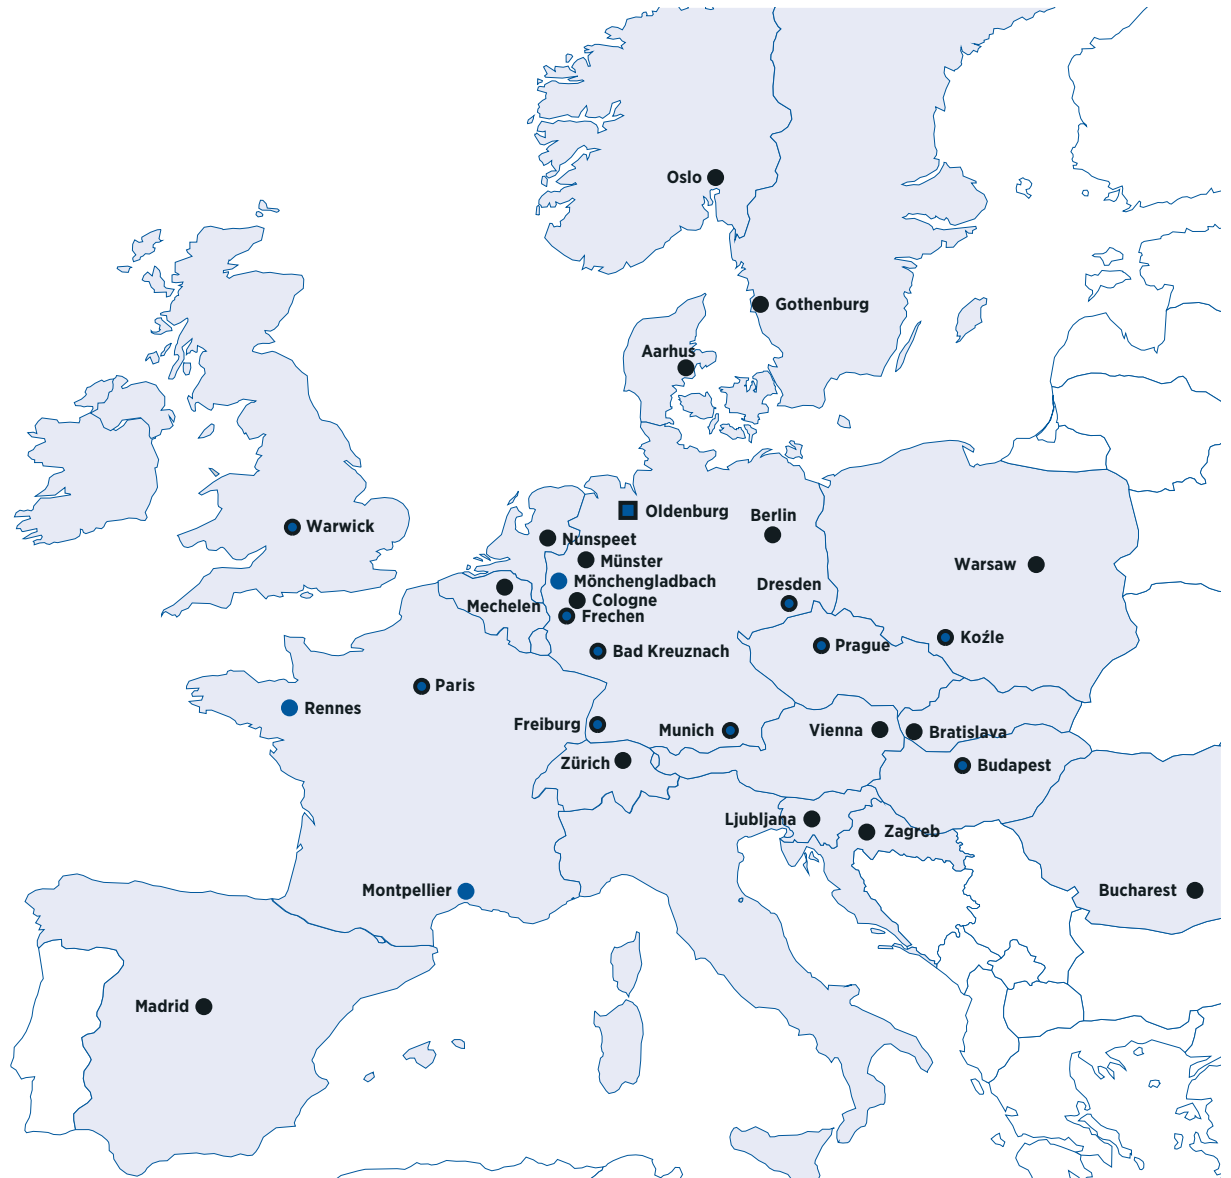 Oslo
Gothenburg
Aarhus
Oldenburg
Berlin
Warwick
Nunspeet
Münster
Warsaw
Mönchengladbach
Dresden
Mechelen
Cologne
Frechen
Koźle
Prague
Bad Kreuznach
Paris
Rennes
Freiburg
Munich
Vienna
Bratislava
Zürich
Budapest
Ljubljana
Zagreb
Montpellier
Bucharest
Madrid